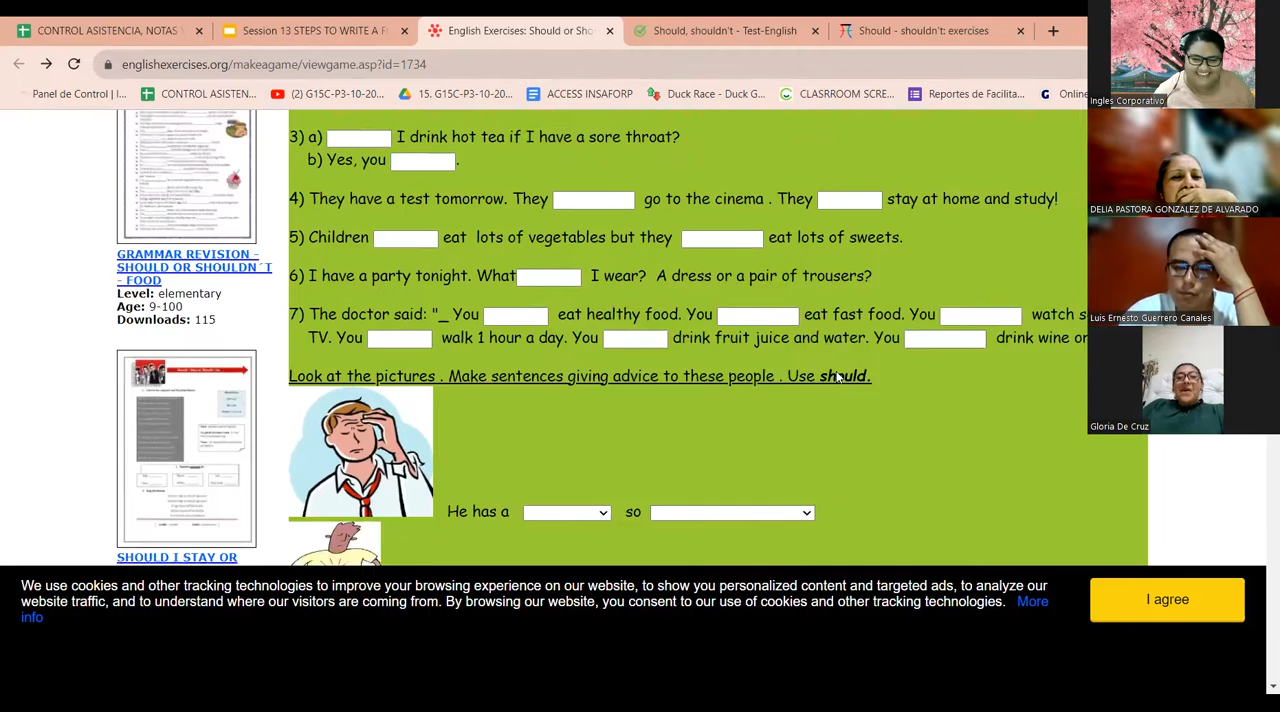 CONTROL ASISTENCIA, NOTAS
Session 13 STEPS TO WRITE A F
English Exercises: Should or Shou
Should, shouldn't - Test-English
Should - shouldn't: exercises
englishexercises.org/makeagame/viewgame.asp?id=1734
Panel de Control | I...
CONTROL ASISTEN...
(2) G15C-P3-10-20...
15. G15C-P3-10-20...
ACCESS INSAFORP
Duck Race - Duck G...
CLASSROOM SCRE...
Reportes de Facilita...
Online
Ingles Corporativo
DELIA PASTORA GONZALEZ DE ALVARADO
Luis Ernesto Guerrero Canales
Gloria De Cruz
GRAMMAR REVISION -
SHOULD OR SHOULDN´T
- FOOD
Level: elementary
Age: 9-100
Downloads: 115
SHOULD I STAY OR
3) a) I drink hot tea if I have a sore throat?
b) Yes, you .
4) They have a test tomorrow. They go to the cinema . They stay at home and study!
5) Children eat lots of vegetables but they eat lots of sweets.
6) I have a party tonight. What I wear? A dress or a pair of trousers?
7) The doctor said: "_ You eat healthy food. You eat fast food. You watch s
TV. You walk 1 hour a day. You drink fruit juice and water. You drink wine or
Look at the pictures . Make sentences giving advice to these people . Use should.
He has a so
We use cookies and other tracking technologies to improve your browsing experience on our website, to show you personalized content and targeted ads, to analyze our
website traffic, and to understand where our visitors are coming from. By browsing our website, you consent to our use of cookies and other tracking technologies. More
info
I agree